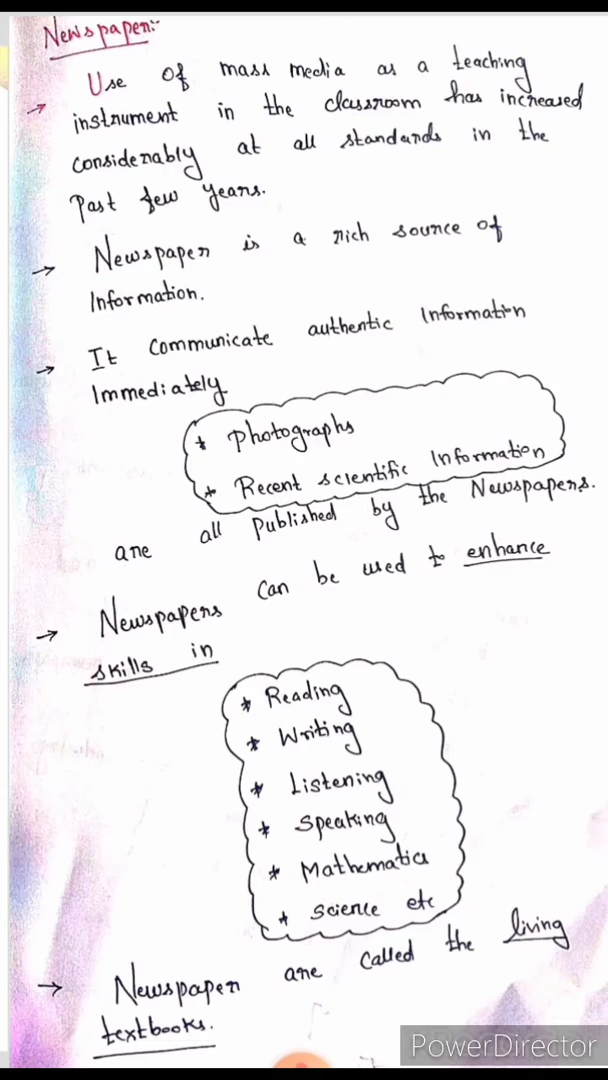 Newspaper:-
→ Use of mass media as a teaching
instrument in the classroom has increased
considerably at all standards in the
Past few years.
→ Newspaper is a rich source of
Information.
→ It communicate authentic Information
Immediately
* Photographs
* Recent scientific Information
are all Published by the Newspapers.
→ Newspapers can be used to enhance
skills in
* Reading
* Writing
* Listening
* Speaking
* Mathematics
* Science etc
→ Newspaper are called the living
textbooks.
PowerDirector